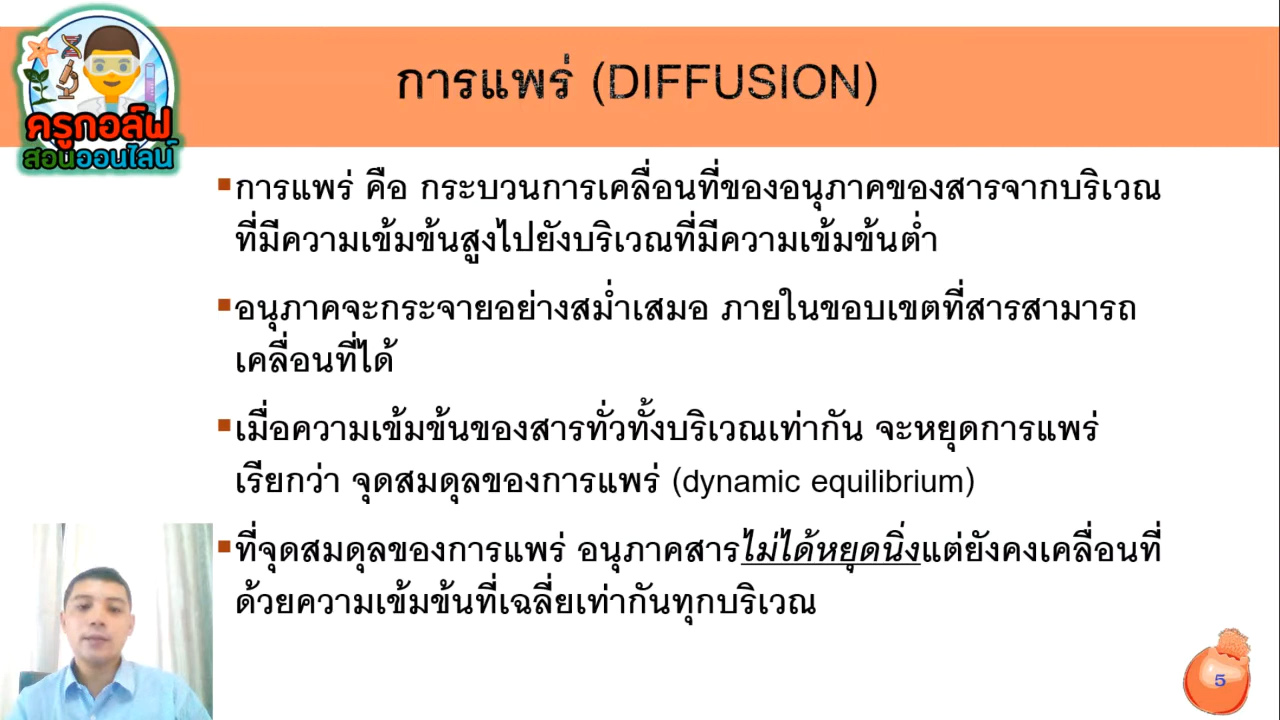 ครูกอล์ฟ
สอนออนไลน์
การแพร่ (DIFFUSION)
การแพร่ คือ กระบวนการเคลื่อนที่ของอนุภาคของสารจากบริเวณ
ที่มีความเข้มข้นสูงไปยังบริเวณที่มีความเข้มข้นต่ำ
อนุภาคจะกระจายอย่างสม่ำเสมอ ภายในขอบเขตที่สารสามารถ
เคลื่อนที่ได้
เมื่อความเข้มข้นของสารทั่วทั้งบริเวณเท่ากัน จะหยุดการแพร่
เรียกว่า จุดสมดุลของการแพร่ (dynamic equilibrium)
ที่จุดสมดุลของการแพร่ อนุภาคสารไม่ได้หยุดนิ่งแต่ยังคงเคลื่อนที่
ด้วยความเข้มข้นที่เฉลี่ยเท่ากันทุกบริเวณ
5